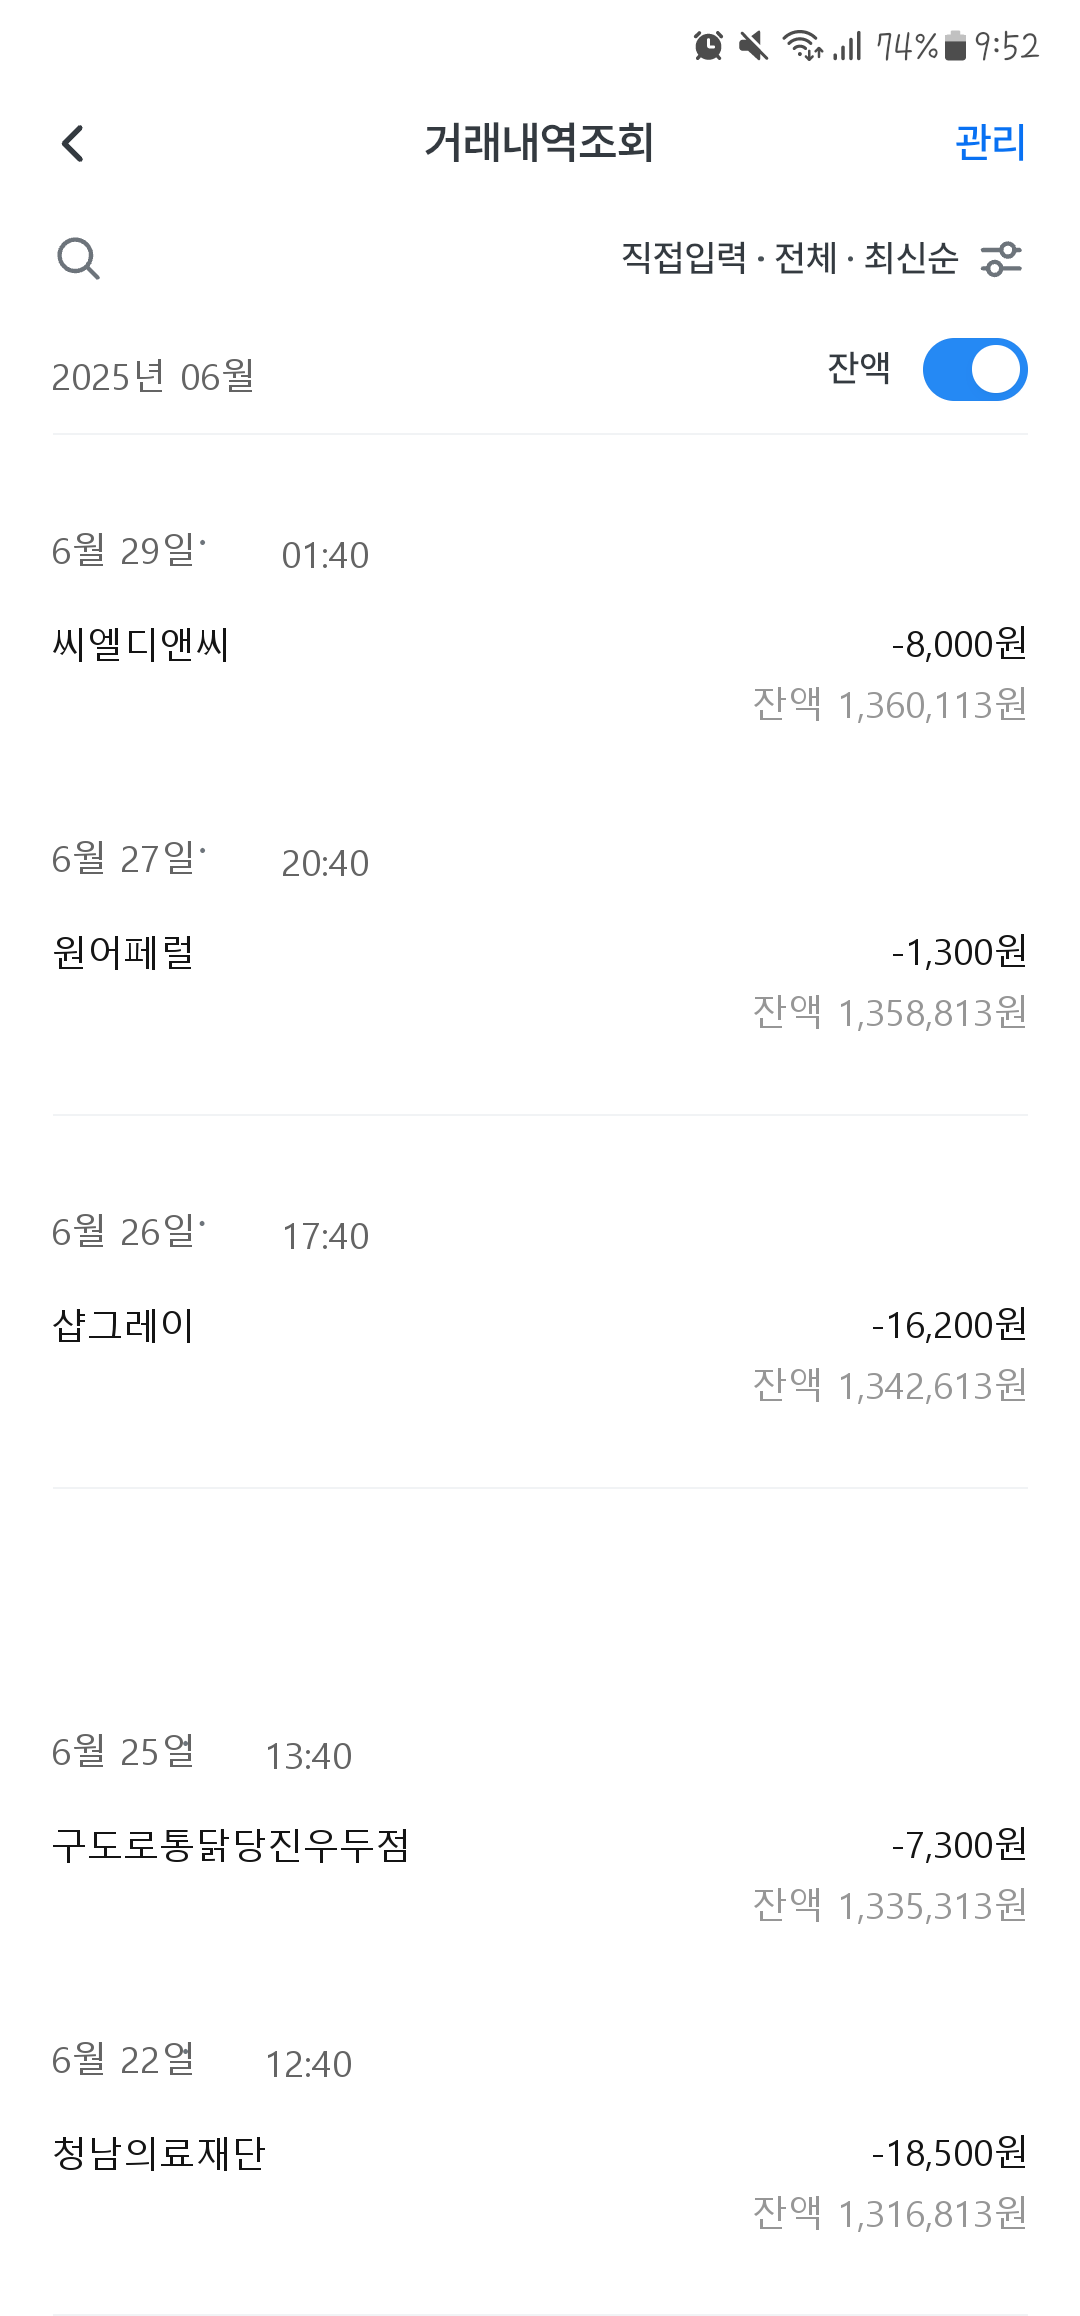 74% 9:52
거래내역조회 관리
직접입력 · 전체 · 최신순
2025년 06월 잔액
6월 29일· 01:40
씨엘디앤씨 -8,000원
잔액 1,360,113원
6월 27일· 20:40
원어페럴 -1,300원
잔액 1,358,813원
6월 26일· 17:40
샵그레이 -16,200원
잔액 1,342,613원
6월 25일 13:40
구도로통닭당진우두점 -7,300원
잔액 1,335,313원
6월 22일 12:40
청남의료재단 -18,500원
잔액 1,316,813원